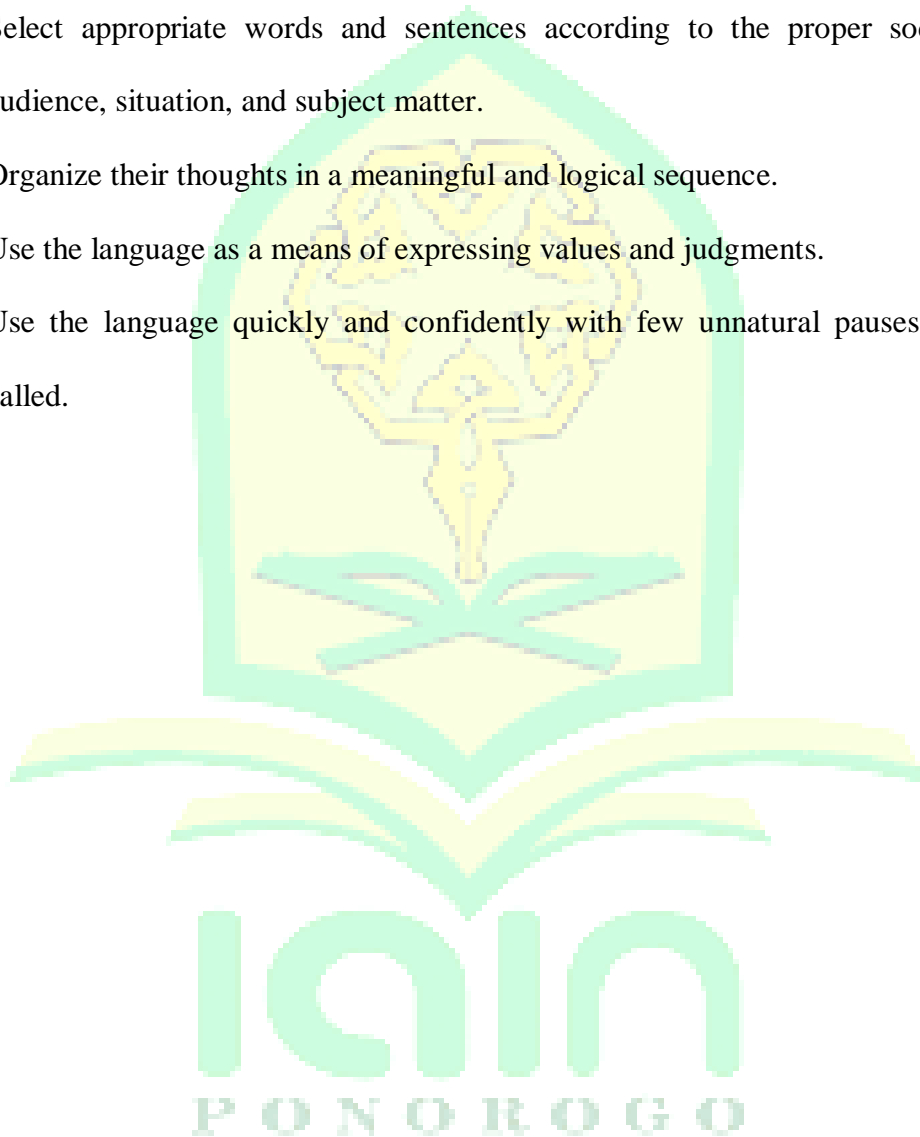 elect appropriate words and sentences according to the proper so
udience, situation, and subject matter.
Organize their thoughts in a meaningful and logical sequence.
Use the language as a means of expressing values and judgments.
Use the language quickly and confidently with few unnatural pauses
alled.
iain
PONOROGO